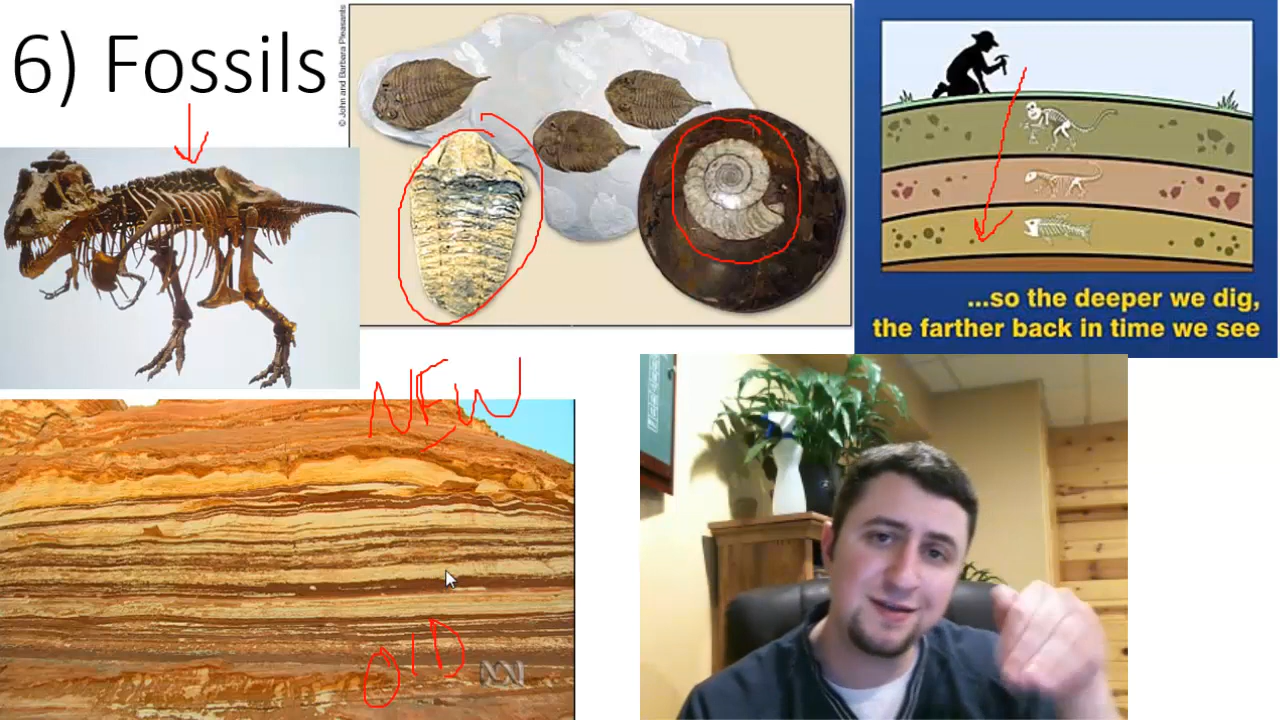 6) Fossils
© John and Barbara Pleasants
...so the deeper we dig,
the farther back in time we see
NEW
OLD